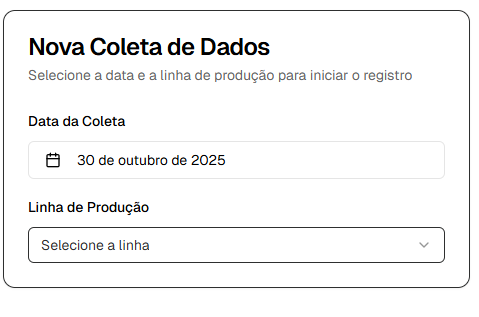 Nova Coleta de Dados
Selecione a data e a linha de produção para iniciar o registro
Data da Coleta
30 de outubro de 2025
Linha de Produção
Selecione a linha